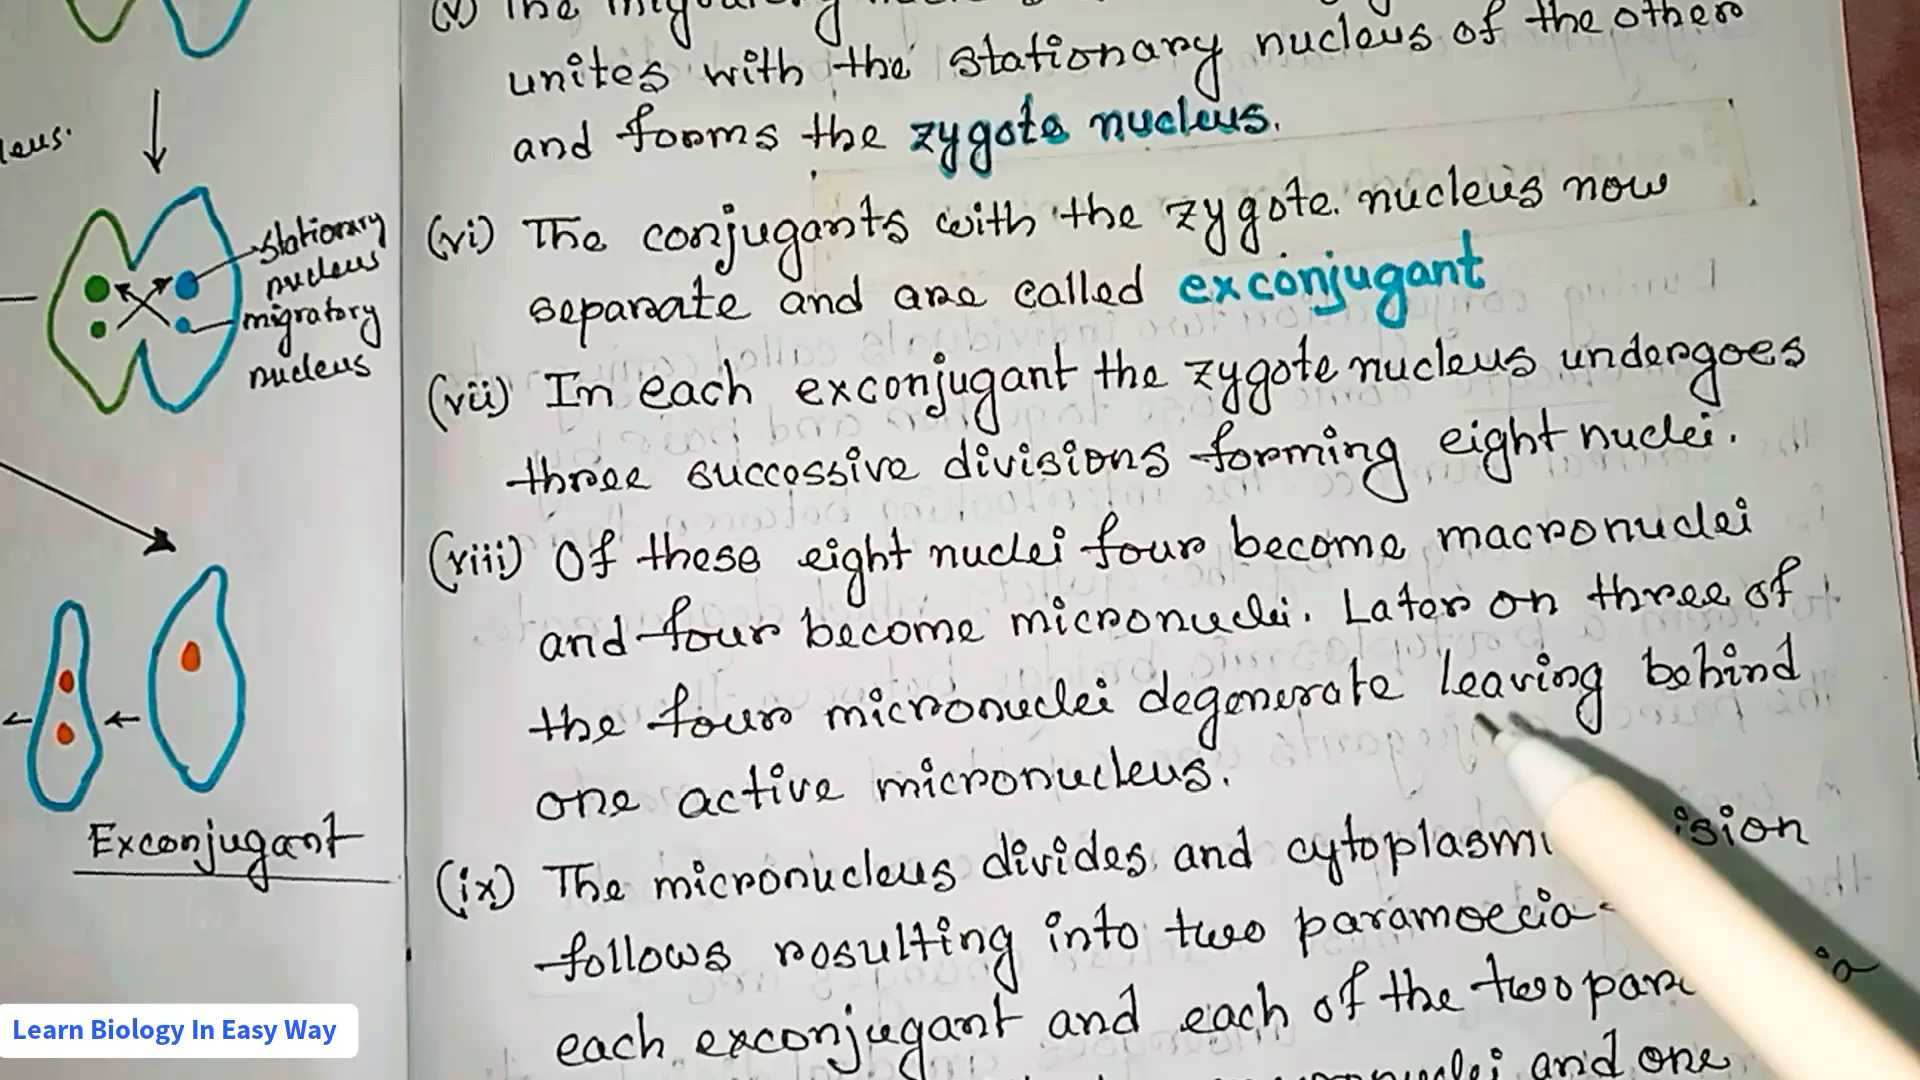 (v) The
unites with the stationary nucleus of the other
and forms the zygote nucleus.
(vi) The conjugants with the zygote nucleus now
separate and are called exconjugant
(vii) In each exconjugant the zygote nucleus undergoes
three successive divisions forming eight nuclei.
(viii) Of these eight nuclei four become macronuclei
and four become micronuclei. Later on three of
the four micronuclei degenerate leaving behind
one active micronucleus.
(ix) The micronucleus divides and cytoplasmi ision
follows resulting into two paramoecia
each exconjugant and each of the two para
and one
stationary
nucleus
migratory
nucleus
Exconjugant
Learn Biology In Easy Way